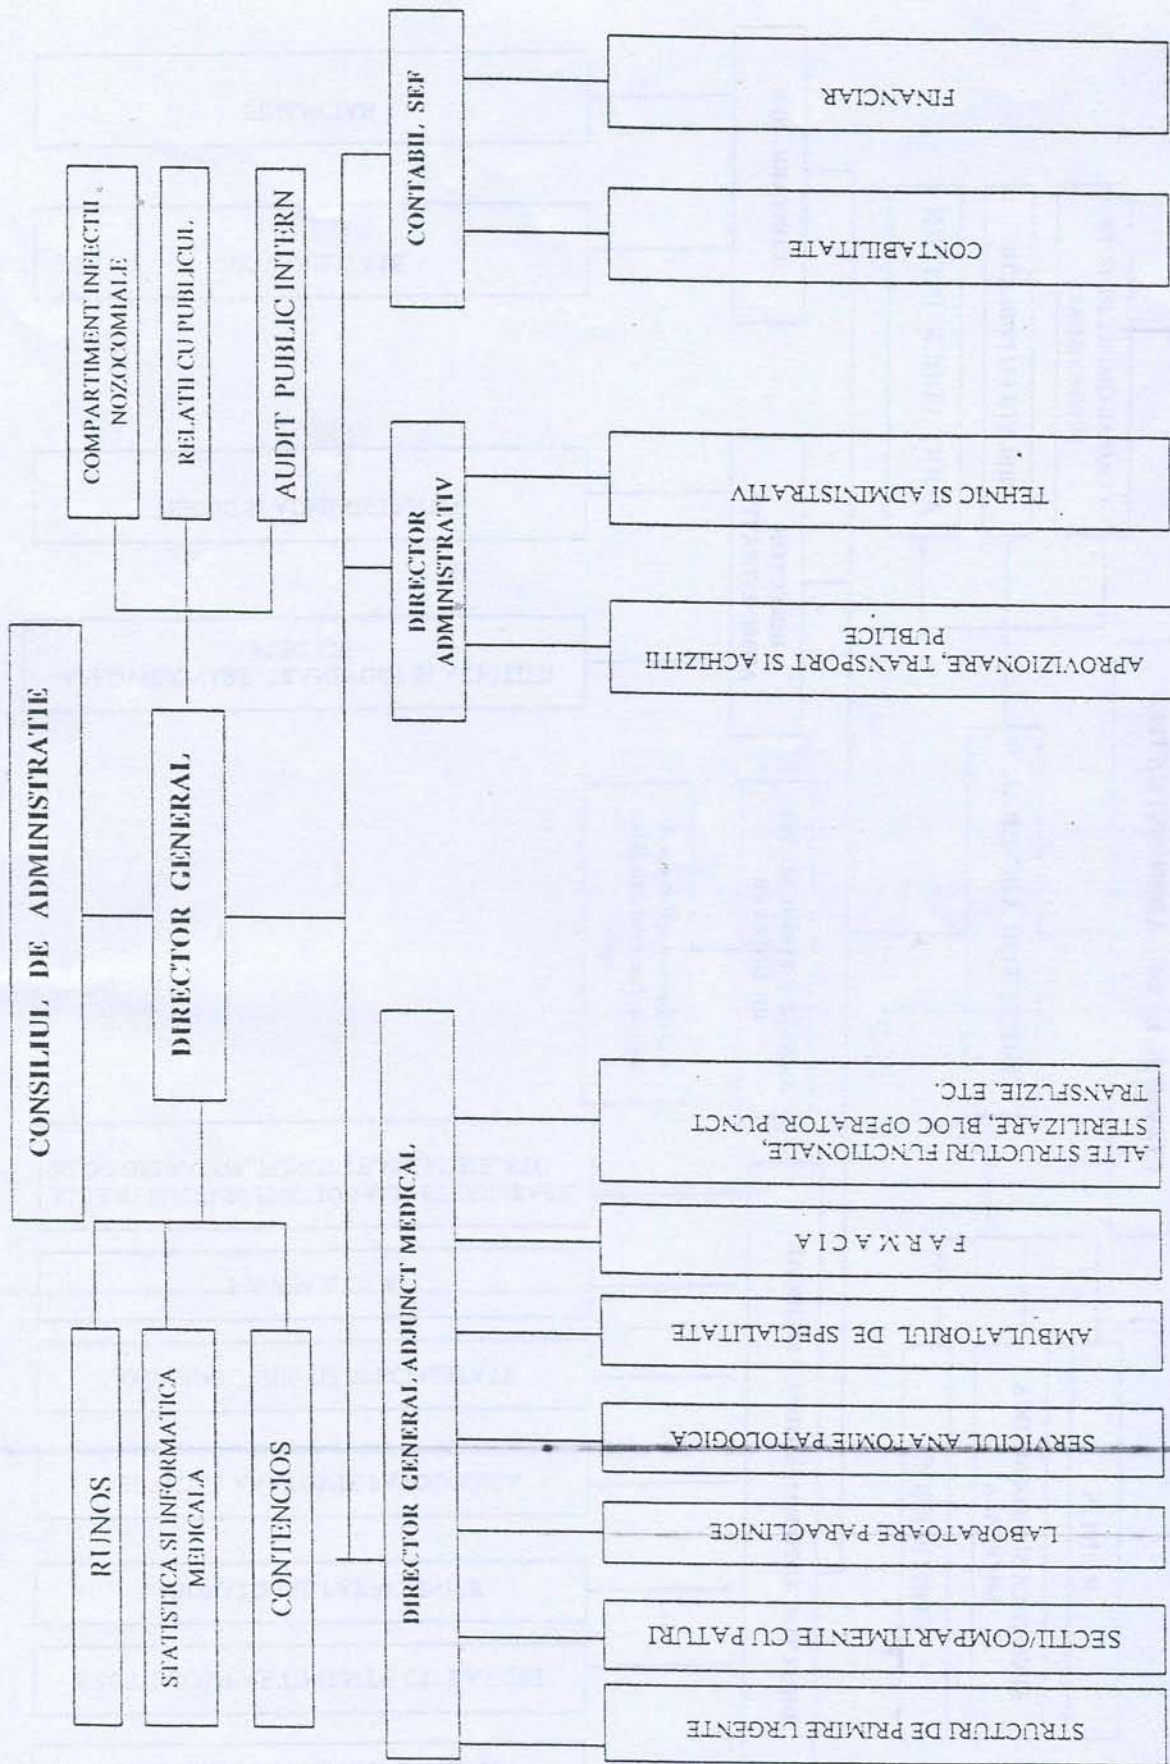 CONSILIUL DE ADMINISTRATIE
DIRECTOR GENERAL
RUNOS
STATISTICA SI INFORMATICA
MEDICALA
CONTENCIOS
COMPARTIMENT INFECTII
NOZOCOMIALE
RELATII CU PUBLICUL
AUDIT PUBLIC INTERN
DIRECTOR GENERAL ADJUNCT MEDICAL
DIRECTOR
ADMINISTRATIV
CONTABIL SEF
STRUCTURI DE PRIMIRE URGENTE
SECTII/COMPARTIMENTE CU PATURI
LABORATOARE PARACLINICE
SERVICIUL ANATOMIE PATOLOGICA
AMBULATORIUL DE SPECIALITATE
F A R M A C I A
ALTE STRUCTURI FUNCTIONALE,
STERILIZARE, BLOC OPERATOR, PUNCT
TRANSFUZIE. ETC.
APROVIZIONARE, TRANSPORT SI ACHIZITII
PUBLICE
TEHNIC SI ADMINISTRATIV
CONTABILITATE
FINANCIAR